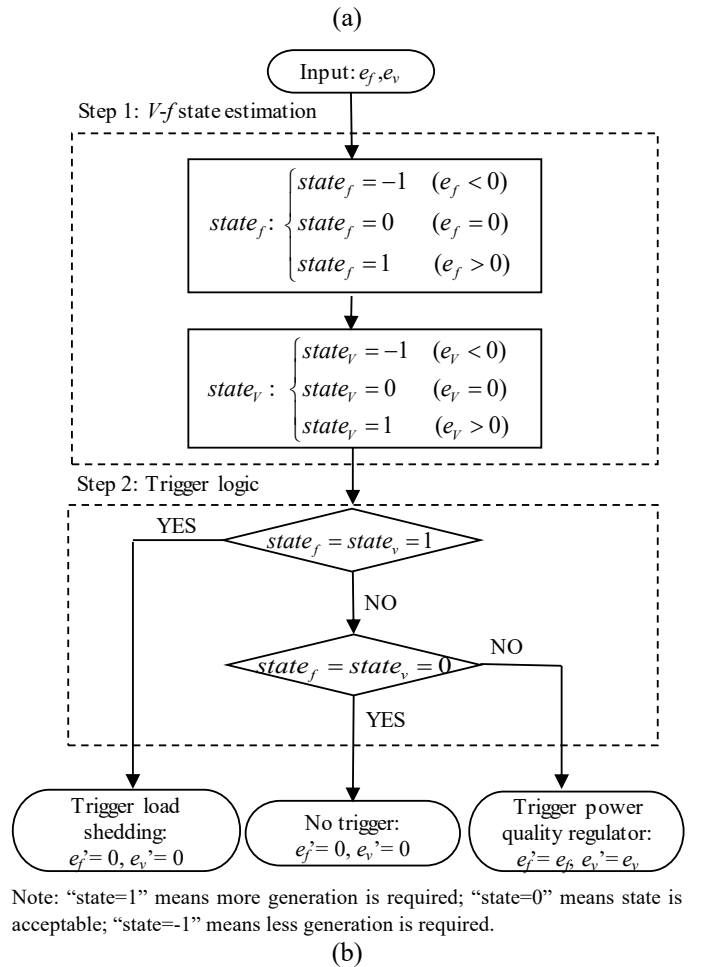 (a)
Input: e_f,e_v
Step 1: V-f state estimation
state_f = −1 (e_f < 0)
state_f: state_f = 0 (e_f = 0)
state_f = 1 (e_f > 0)
state_V = −1 (e_V < 0)
state_V: state_V = 0 (e_V = 0)
state_V = 1 (e_V > 0)
Step 2: Trigger logic
YES
state_f = state_v = 1
NO
NO
state_f = state_v = 0
YES
Trigger load
shedding:
e_f'= 0, e_v'= 0
No trigger:
e_f'= 0, e_v'= 0
Trigger power
quality regulator:
e_f'= e_f, e_v'= e_v
Note: “state=1” means more generation is required; “state=0” means state is
acceptable; “state=-1” means less generation is required.
(b)